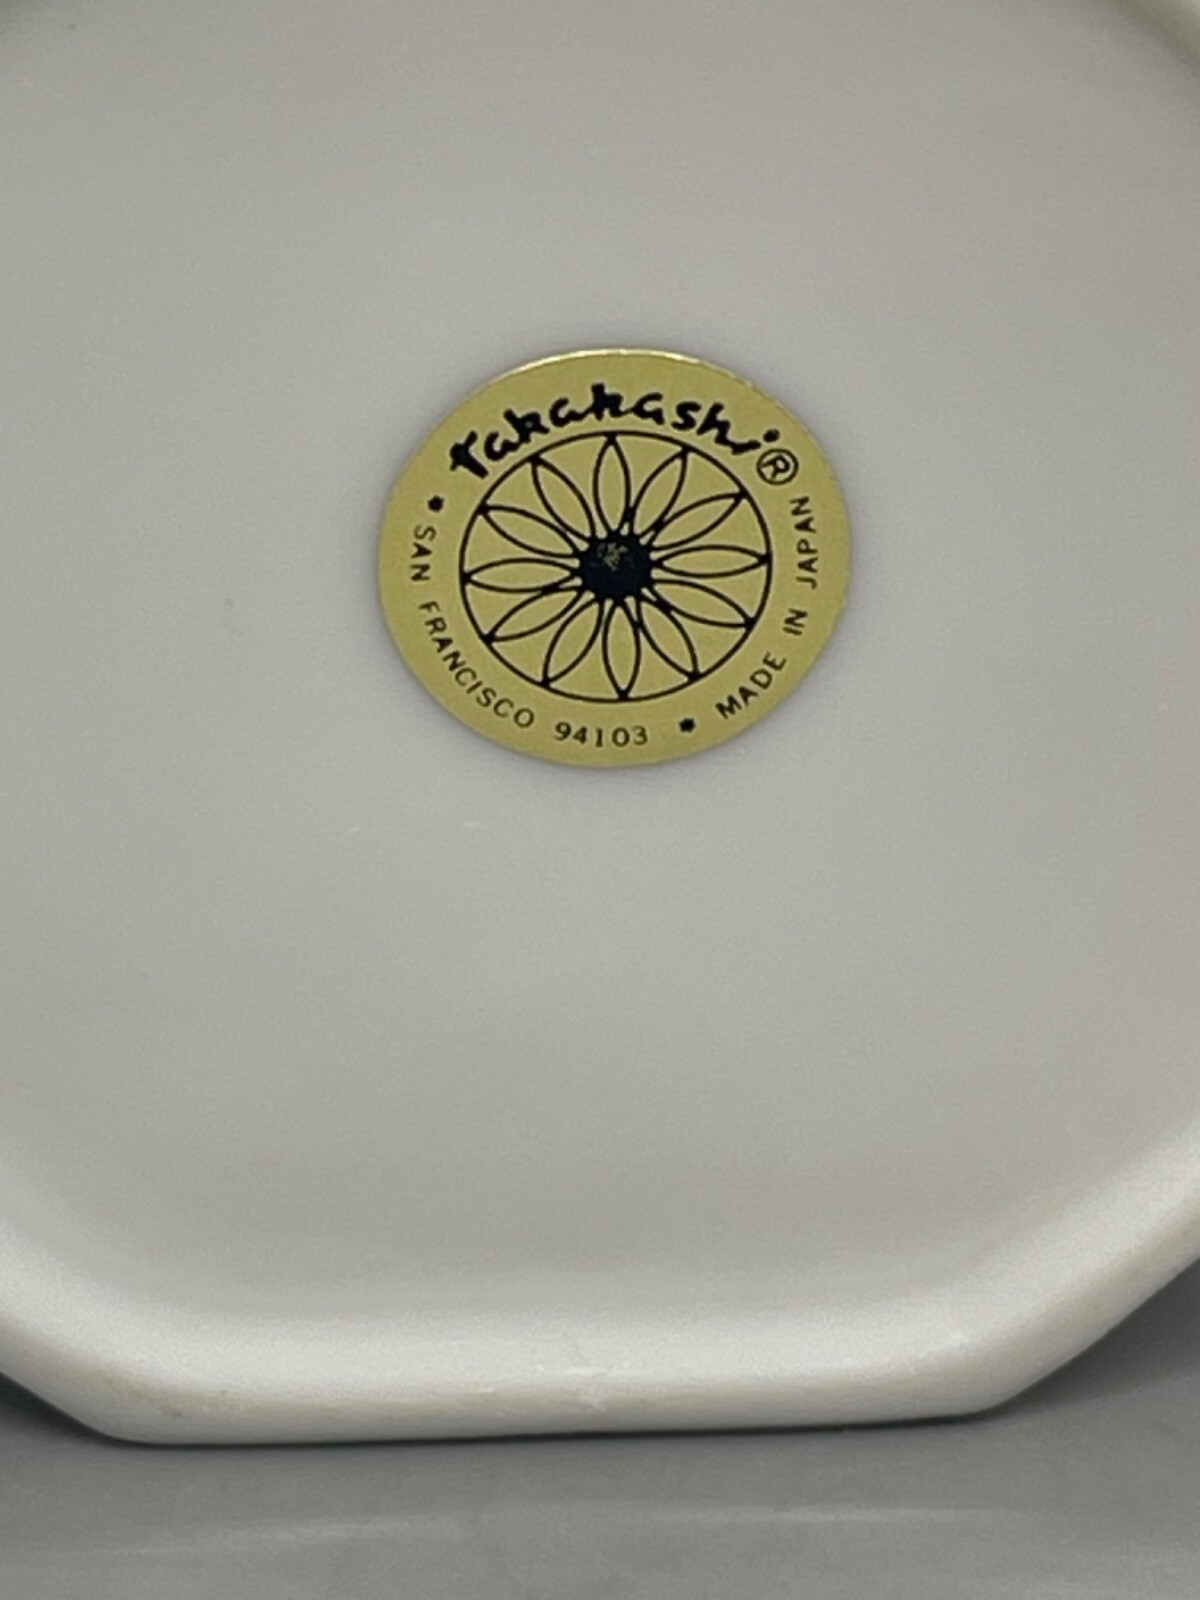 Takahashi®
* SAN FRANCISCO 94103 * MADE IN JAPAN